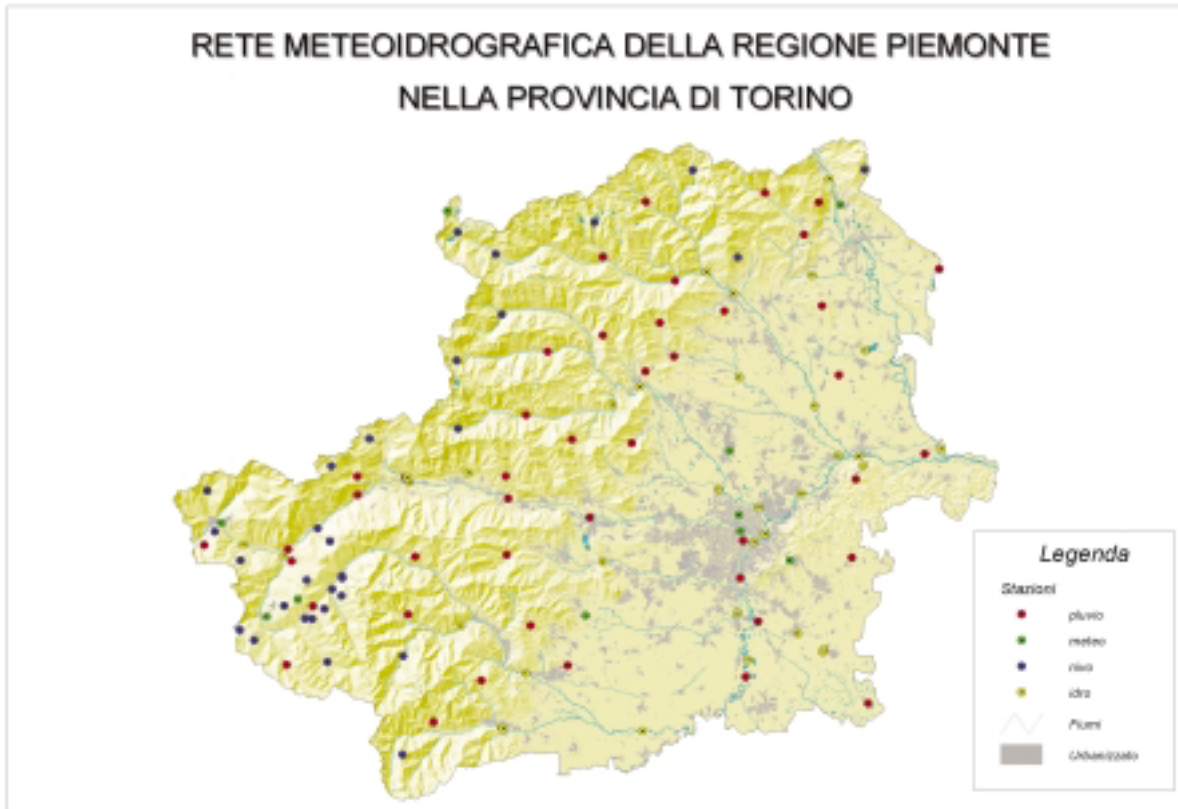 RETE METEOIDROGRAFICA DELLA REGIONE PIEMONTE
NELLA PROVINCIA DI TORINO
Legenda
Stazioni
pluvio
meteo
nivo
idro
Fiumi
Urbanizzato